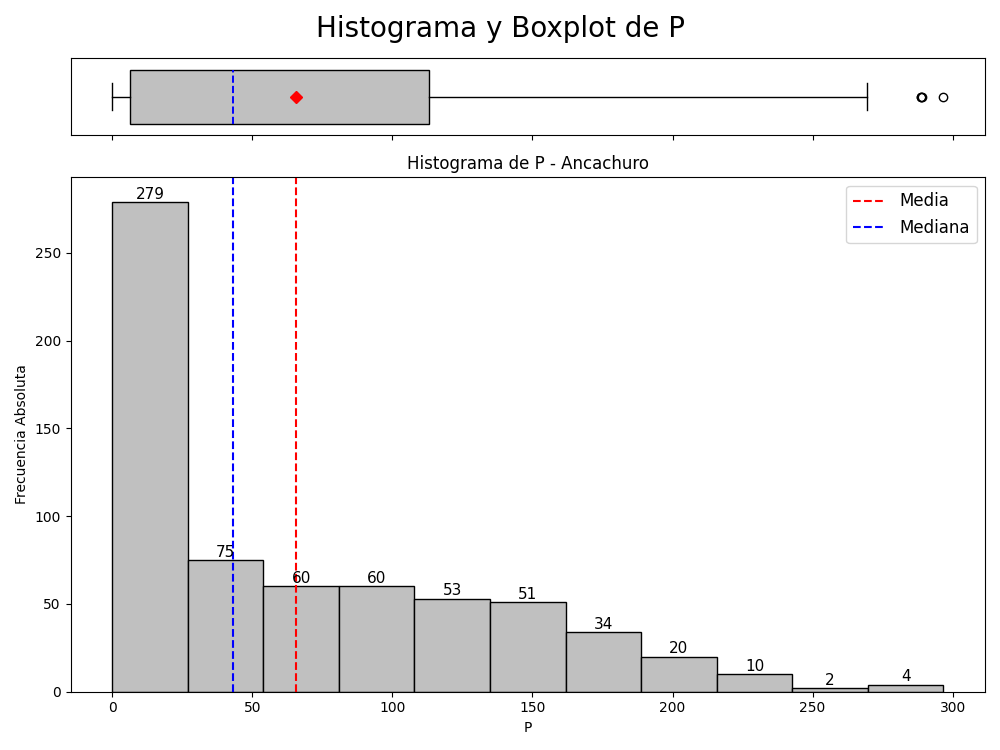 Histograma y Boxplot de P
Histograma de P - Ancachuro
Media
Mediana
279
75
60
60
53
51
34
20
10
2
4
250
200
150
100
50
0
Frecuencia Absoluta
0 50 100 150 200 250 300
P